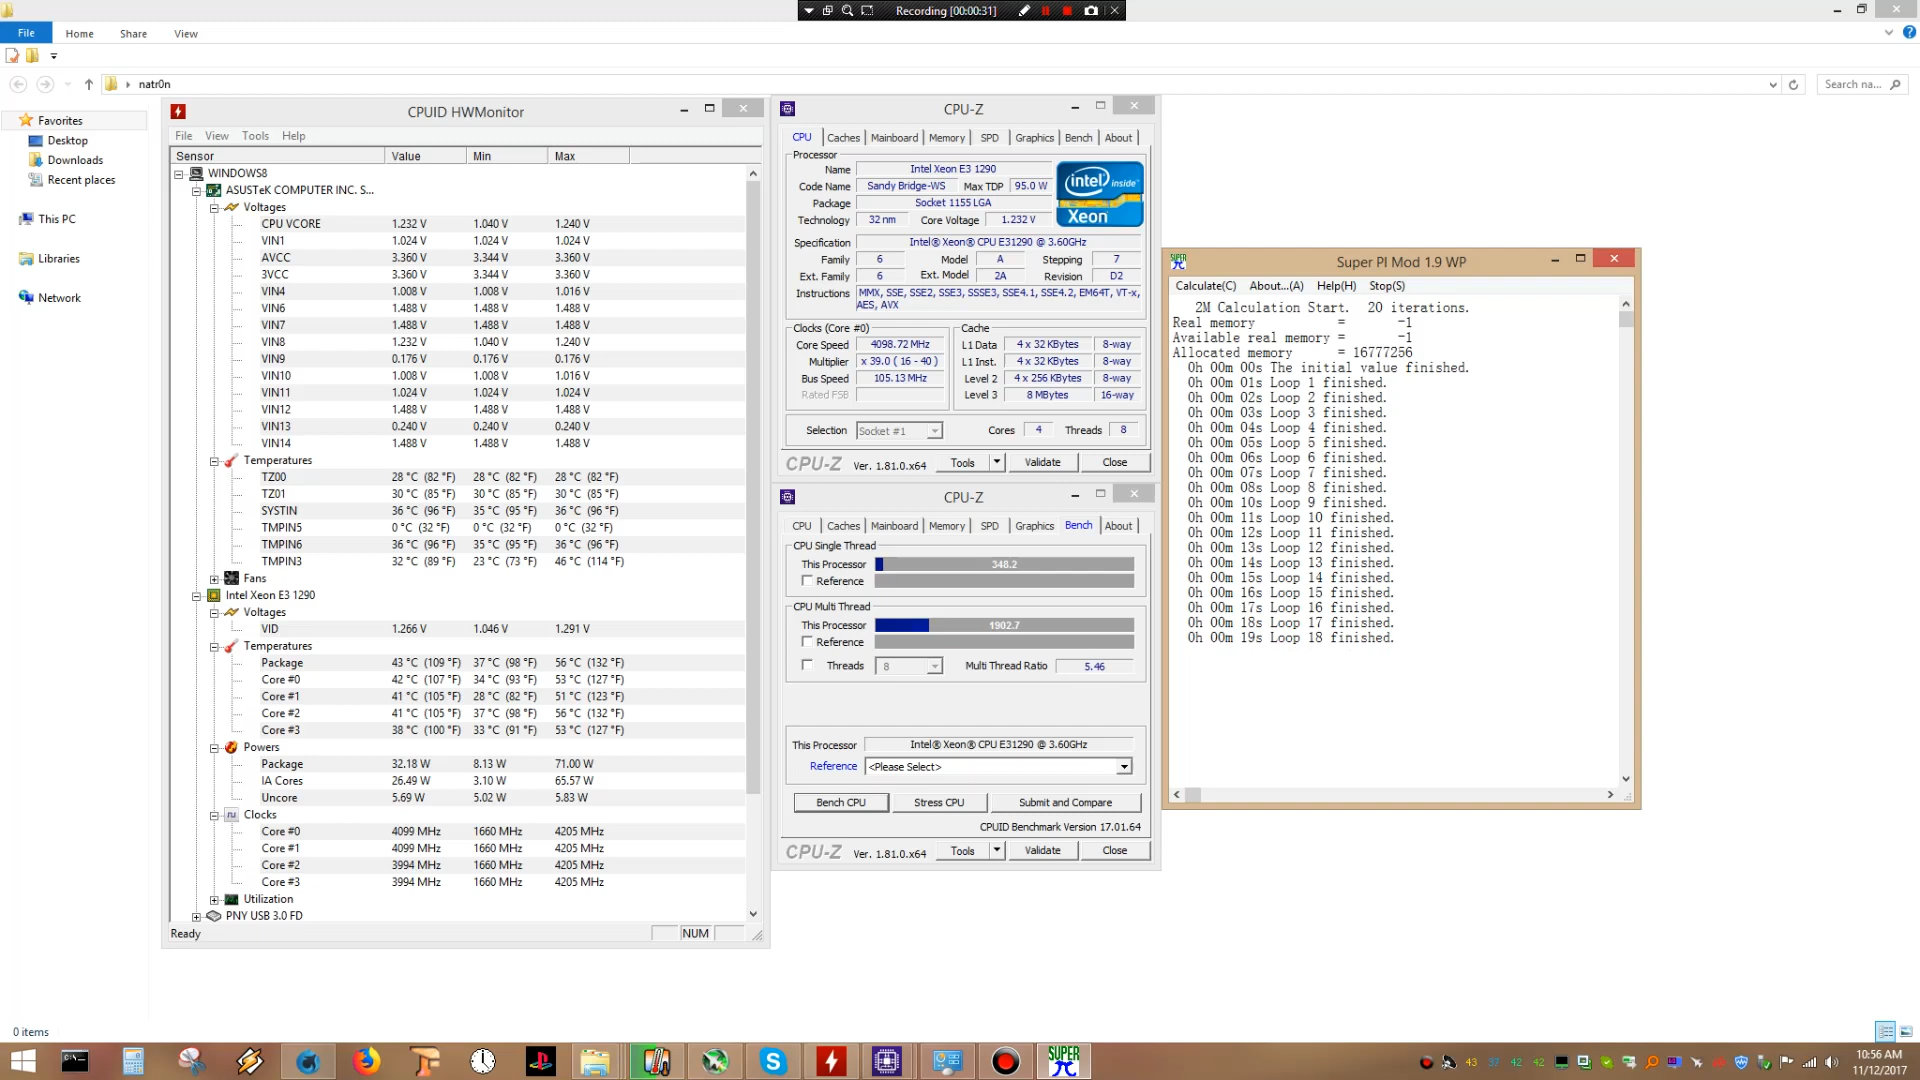 Recording [00:00:31]
File Home Share View
natr0n
Search na...
Favorites
Desktop
Downloads
Recent places
This PC
Libraries
Network
CPUID HWMonitor
File View Tools Help
Sensor Value Min Max
WINDOWS8
ASUSTeK COMPUTER INC. S...
Voltages
CPU VCORE 1.232 V 1.040 V 1.240 V
VIN1 1.024 V 1.024 V 1.024 V
AVCC 3.360 V 3.344 V 3.360 V
3VCC 3.360 V 3.344 V 3.360 V
VIN4 1.008 V 1.008 V 1.016 V
VIN6 1.488 V 1.488 V 1.488 V
VIN7 1.488 V 1.488 V 1.488 V
VIN8 1.232 V 1.040 V 1.240 V
VIN9 0.176 V 0.176 V 0.176 V
VIN10 1.008 V 1.008 V 1.016 V
VIN11 1.024 V 1.024 V 1.024 V
VIN12 1.488 V 1.488 V 1.488 V
VIN13 0.240 V 0.240 V 0.240 V
VIN14 1.488 V 1.488 V 1.488 V
Temperatures
TZ00 28 °C (82 °F) 28 °C (82 °F) 28 °C (82 °F)
TZ01 30 °C (85 °F) 30 °C (85 °F) 30 °C (85 °F)
SYSTIN 36 °C (96 °F) 35 °C (95 °F) 36 °C (96 °F)
TMPIN5 0 °C (32 °F) 0 °C (32 °F) 0 °C (32 °F)
TMPIN6 36 °C (96 °F) 35 °C (95 °F) 36 °C (96 °F)
TMPIN3 32 °C (89 °F) 23 °C (73 °F) 46 °C (114 °F)
Fans
Intel Xeon E3 1290
Voltages
VID 1.266 V 1.046 V 1.291 V
Temperatures
Package 43 °C (109 °F) 37 °C (98 °F) 56 °C (132 °F)
Core #0 42 °C (107 °F) 34 °C (93 °F) 53 °C (127 °F)
Core #1 41 °C (105 °F) 28 °C (82 °F) 51 °C (123 °F)
Core #2 41 °C (105 °F) 37 °C (98 °F) 56 °C (132 °F)
Core #3 38 °C (100 °F) 33 °C (91 °F) 53 °C (127 °F)
Powers
Package 32.18 W 8.13 W 71.00 W
IA Cores 26.49 W 3.10 W 65.57 W
Uncore 5.69 W 5.02 W 5.83 W
Clocks
Core #0 4099 MHz 1660 MHz 4205 MHz
Core #1 4099 MHz 1660 MHz 4205 MHz
Core #2 3994 MHz 1660 MHz 4205 MHz
Core #3 3994 MHz 1660 MHz 4205 MHz
Utilization
PNY USB 3.0 FD
Ready NUM
CPU-Z
CPU Caches Mainboard Memory SPD Graphics Bench About
Processor
Name Intel Xeon E3 1290
Code Name Sandy Bridge-WS Max TDP 95.0 W
Package Socket 1155 LGA
Technology 32 nm Core Voltage 1.232 V
intel inside
Xeon
Specification Intel® Xeon® CPU E31290 @ 3.60GHz
Family 6 Model A Stepping 7
Ext. Family 6 Ext. Model 2A Revision D2
Instructions MMX, SSE, SSE2, SSE3, SSSE3, SSE4.1, SSE4.2, EM64T, VT-x,
AES, AVX
Clocks (Core #0)
Core Speed 4098.72 MHz
Multiplier x 39.0 ( 16 - 40 )
Bus Speed 105.13 MHz
Rated FSB
Cache
L1 Data 4 x 32 KBytes 8-way
L1 Inst. 4 x 32 KBytes 8-way
Level 2 4 x 256 KBytes 8-way
Level 3 8 MBytes 16-way
Selection Socket #1 Cores 4 Threads 8
CPU-Z Ver. 1.81.0.x64 Tools Validate Close
CPU-Z
CPU Caches Mainboard Memory SPD Graphics Bench About
CPU Single Thread
This Processor 348.2
Reference
CPU Multi Thread
This Processor 1902.7
Reference
Threads 8 Multi Thread Ratio 5.46
This Processor Intel® Xeon® CPU E31290 @ 3.60GHz
Reference <Please Select>
Bench CPU Stress CPU Submit and Compare
CPUID Benchmark Version 17.01.64
CPU-Z Ver. 1.81.0.x64 Tools Validate Close
Super PI Mod 1.9 WP
Calculate(C) About...(A) Help(H) Stop(S)
2M Calculation Start. 20 iterations.
Real memory = -1
Available real memory = -1
Allocated memory = 16777256
0h 00m 00s The initial value finished.
0h 00m 01s Loop 1 finished.
0h 00m 02s Loop 2 finished.
0h 00m 03s Loop 3 finished.
0h 00m 04s Loop 4 finished.
0h 00m 05s Loop 5 finished.
0h 00m 06s Loop 6 finished.
0h 00m 07s Loop 7 finished.
0h 00m 08s Loop 8 finished.
0h 00m 10s Loop 9 finished.
0h 00m 11s Loop 10 finished.
0h 00m 12s Loop 11 finished.
0h 00m 13s Loop 12 finished.
0h 00m 14s Loop 13 finished.
0h 00m 15s Loop 14 finished.
0h 00m 16s Loop 15 finished.
0h 00m 17s Loop 16 finished.
0h 00m 18s Loop 17 finished.
0h 00m 19s Loop 18 finished.
0 items
SUPER
43 37 42 42
10:56 AM
11/12/2017